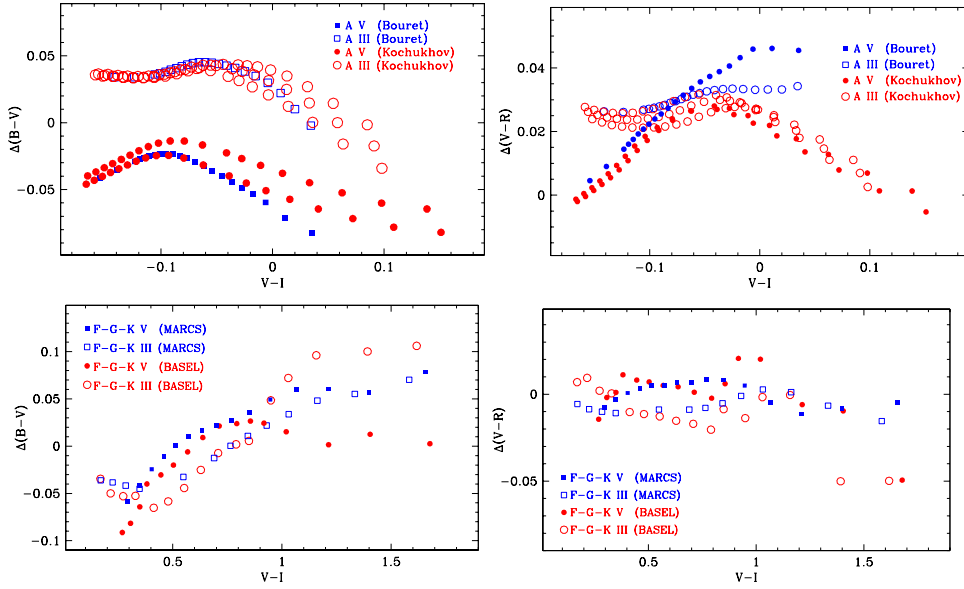 A V (Bouret)
A III (Bouret)
A V (Kochukhov)
A III (Kochukhov)
0.05
0
−0.05
Δ(B−V)
−0.1
0
0.1
V−I
A V (Bouret)
A III (Bouret)
A V (Kochukhov)
A III (Kochukhov)
0.04
0.02
0
Δ(V−R)
−0.1
0
0.1
V−I
F−G−K V (MARCS)
F−G−K III (MARCS)
F−G−K V (BASEL)
F−G−K III (BASEL)
0.1
0.05
0
−0.05
−0.1
Δ(B−V)
0.5
1
1.5
V−I
0
−0.05
Δ(V−R)
F−G−K V (MARCS)
F−G−K III (MARCS)
F−G−K V (BASEL)
F−G−K III (BASEL)
0.5
1
1.5
V−I